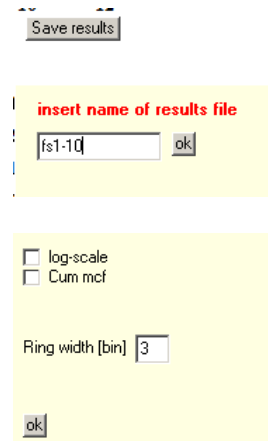 Save results
insert name of results file
fs1-10 ok
log-scale
Cum mcf
Ring width [bin] 3
ok